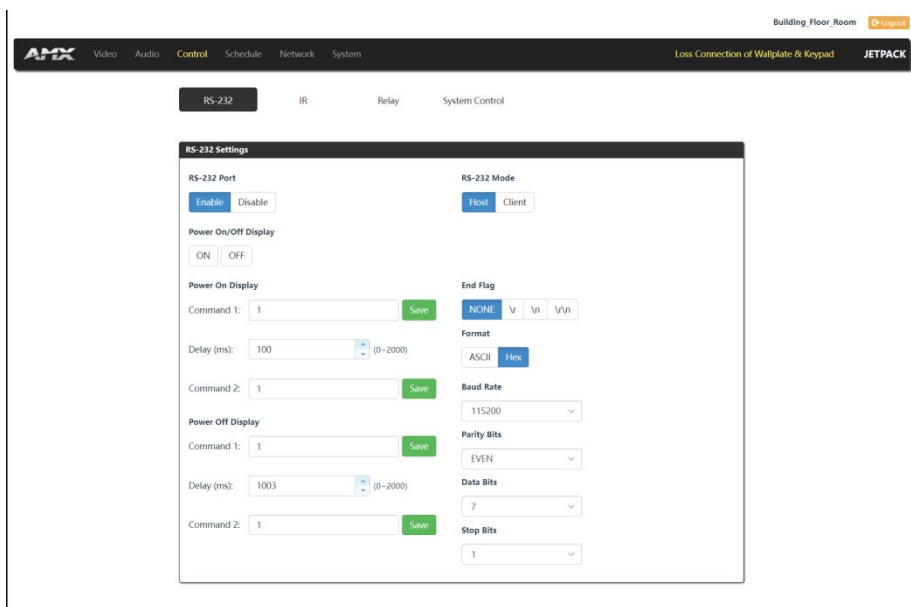 Building_Floor_Room Logout
AMX Video Audio Control Schedule Network System Loss Connection of Wallplate & Keypad JETPACK
RS-232 IR Relay System Control
RS-232 Settings
RS-232 Port
Enable Disable
Power On/Off Display
ON OFF
Power On Display
Command 1: 1 Save
Delay (ms): 100 (0~2000)
Command 2: 1 Save
Power Off Display
Command 1: 1 Save
Delay (ms): 1003 (0~2000)
Command 2: 1 Save
RS-232 Mode
Host Client
End Flag
NONE \r \n \r\n
Format
ASCII Hex
Baud Rate
115200
Parity Bits
EVEN
Data Bits
7
Stop Bits
1